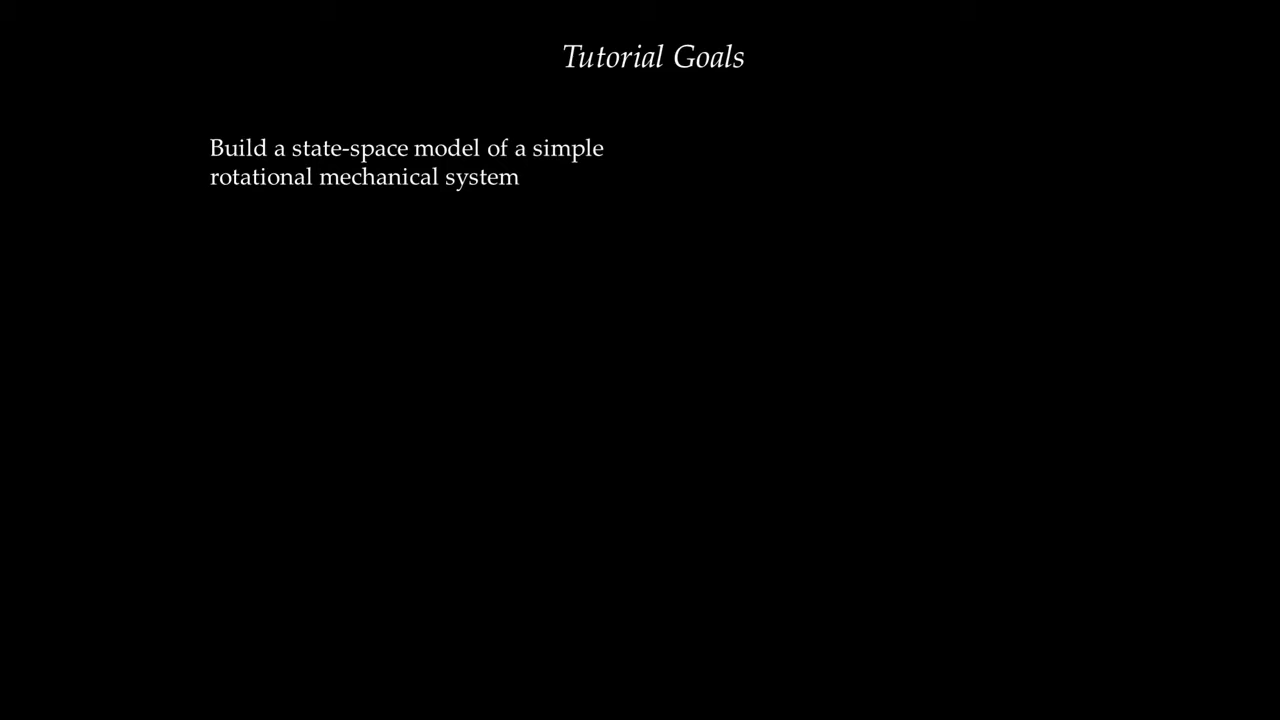 Tutorial Goals
Build a state-space model of a simple
rotational mechanical system